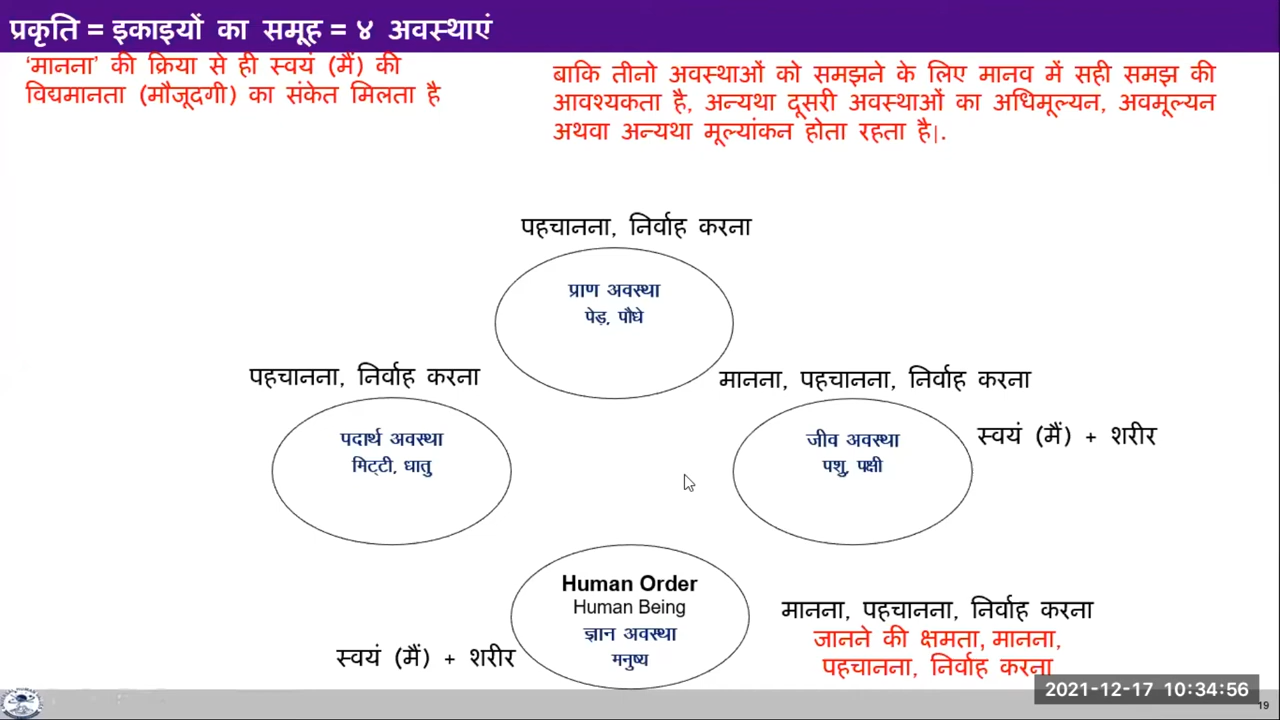 प्रकृति = इकाइयों का समूह = ४ अवस्थाएं
‘मानना’ की क्रिया से ही स्वयं (मैं) की
विद्यमानता (मौजूदगी) का संकेत मिलता है
बाकि तीनो अवस्थाओं को समझने के लिए मानव में सही समझ की
आवश्यकता है, अन्यथा दूसरी अवस्थाओं का अधिमूल्यन, अवमूल्यन
अथवा अन्यथा मूल्यांकन होता रहता है|.
पहचानना, निर्वाह करना
प्राण अवस्था
पेड़, पौधे
पहचानना, निर्वाह करना
पदार्थ अवस्था
मिट्टी, धातु
मानना, पहचानना, निर्वाह करना
जीव अवस्था
पशु, पक्षी
स्वयं (मैं) + शरीर
Human Order
Human Being
ज्ञान अवस्था
मनुष्य
स्वयं (मैं) + शरीर
मानना, पहचानना, निर्वाह करना
जानने की क्षमता, मानना,
पहचानना, निर्वाह करना
2021-12-17 10:34:56
19